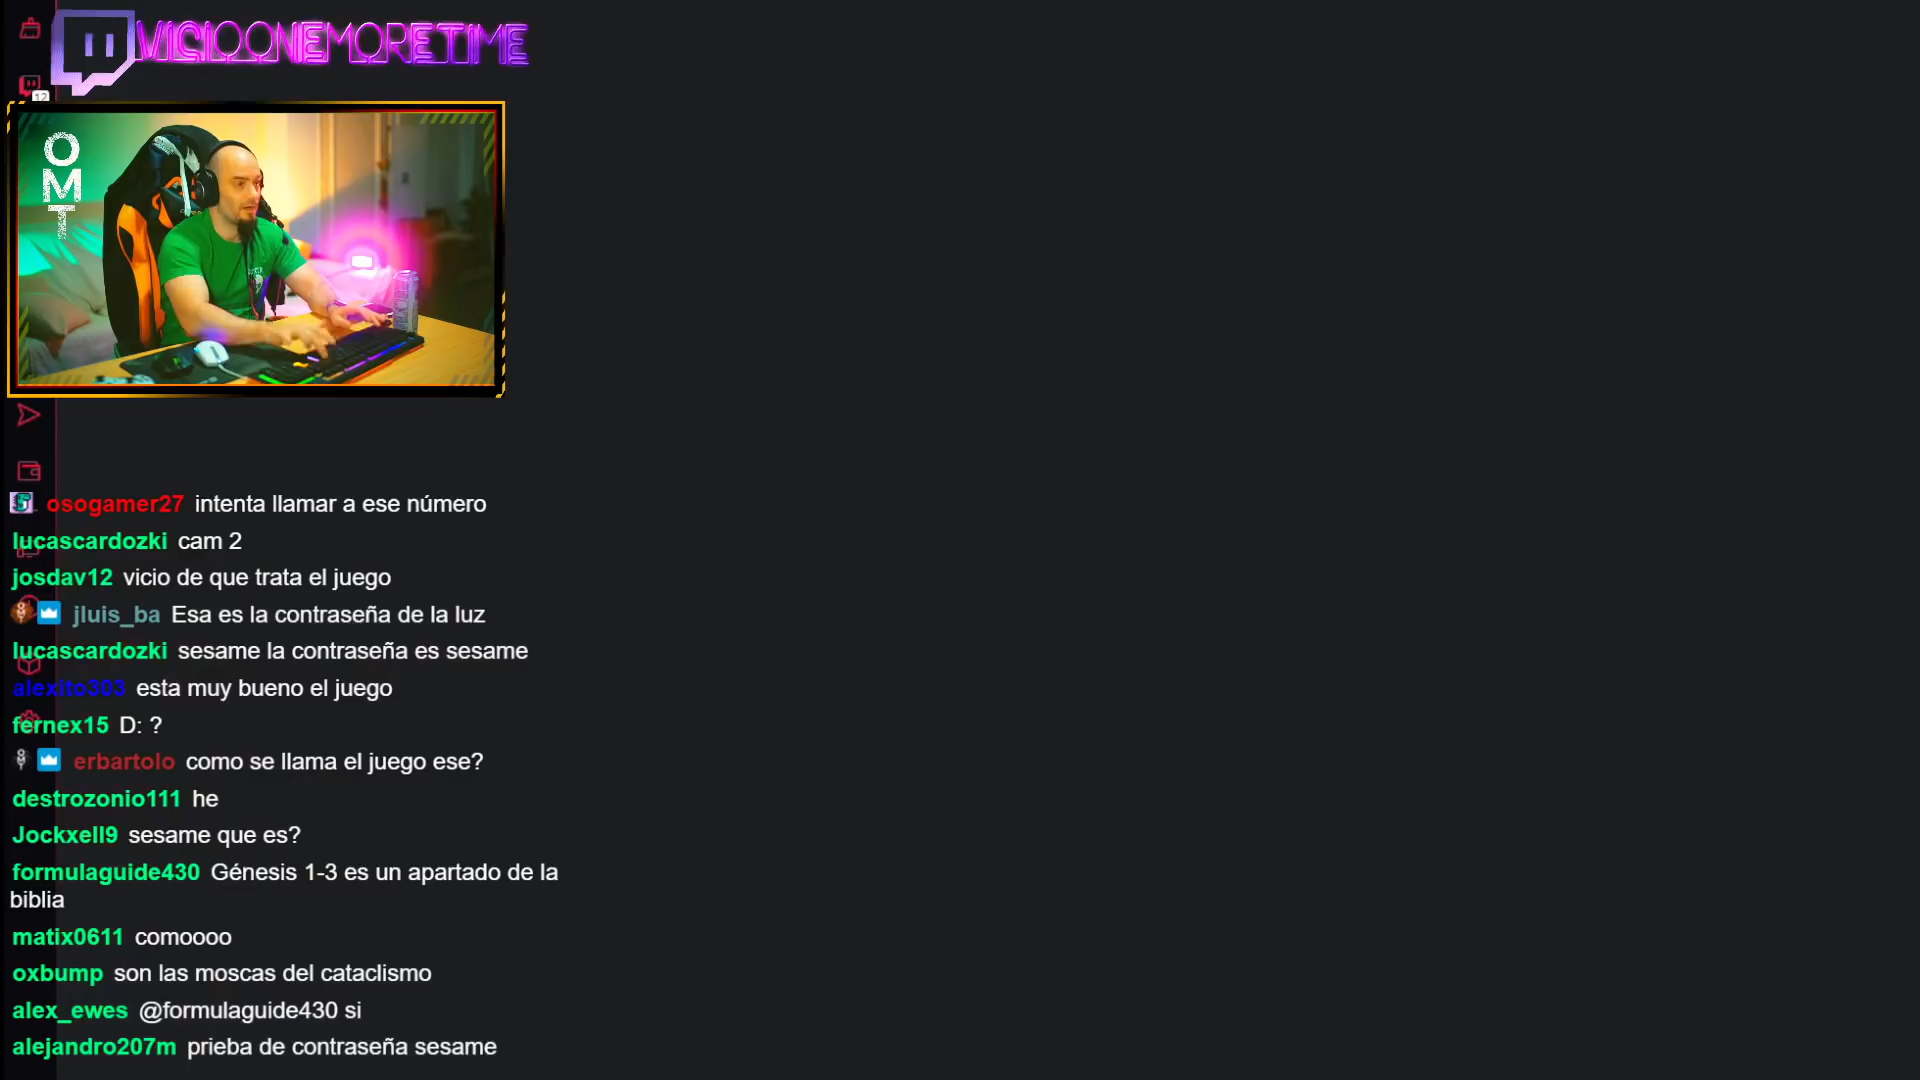 VICIOONEMORETIME
12
OMT
osogamer27 intenta llamar a ese número
lucascardozki cam 2
josdav12 vicio de que trata el juego
jluis_ba Esa es la contraseña de la luz
lucascardozki sesame la contraseña es sesame
alexito303 esta muy bueno el juego
fernex15 D: ?
erbartolo como se llama el juego ese?
destrozonio111 he
Jockxell9 sesame que es?
formulaguide430 Génesis 1-3 es un apartado de la
biblia
matix0611 comoooo
oxbump son las moscas del cataclismo
alex_ewes @formulaguide430 si
alejandro207m prieba de contraseña sesame